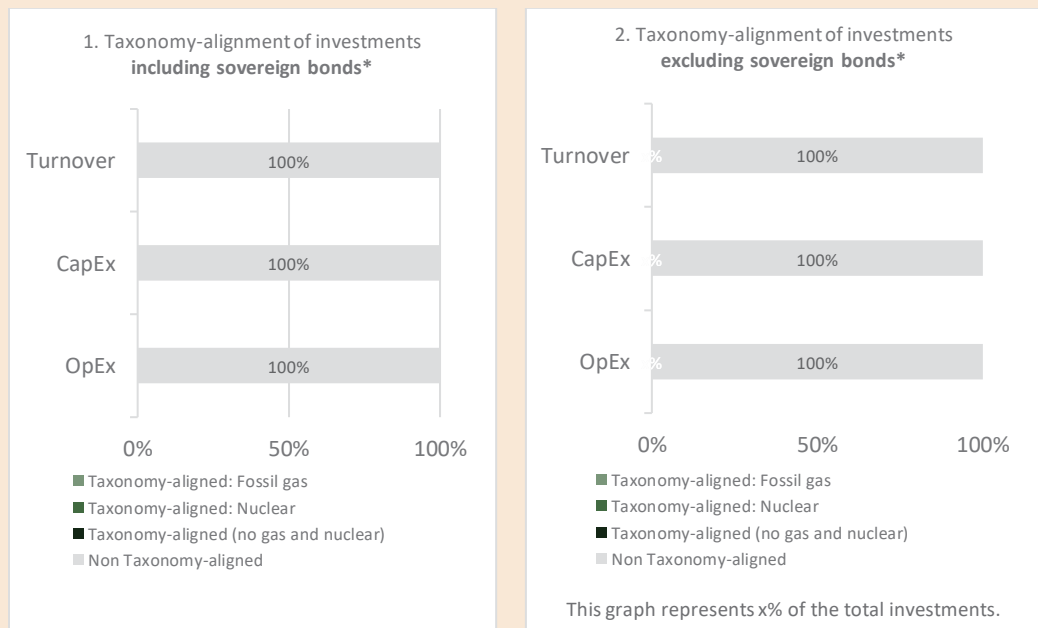 1. Taxonomy-alignment of investments
including sovereign bonds*
Turnover
100%
CapEx
100%
OpEx
100%
0% 50% 100%
Taxonomy-aligned: Fossil gas
Taxonomy-aligned: Nuclear
Taxonomy-aligned (no gas and nuclear)
Non Taxonomy-aligned
2. Taxonomy-alignment of investments
excluding sovereign bonds*
Turnover
% 100%
CapEx
% 100%
OpEx
% 100%
0% 50% 100%
Taxonomy-aligned: Fossil gas
Taxonomy-aligned: Nuclear
Taxonomy-aligned (no gas and nuclear)
Non Taxonomy-aligned
This graph represents x% of the total investments.